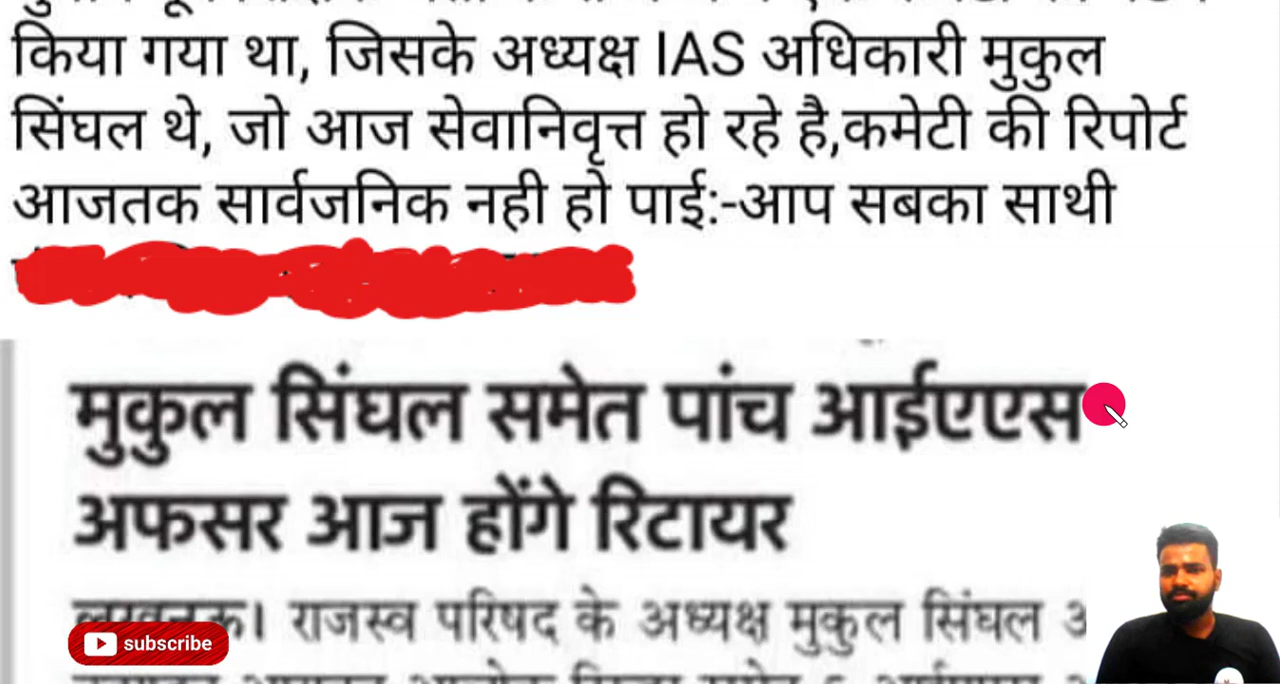 किया गया था, जिसके अध्यक्ष IAS अधिकारी मुकुल
सिंघल थे, जो आज सेवानिवृत्त हो रहे है,कमेटी की रिपोर्ट
आजतक सार्वजनिक नही हो पाई:-आप सबका साथी
मुकुल सिंघल समेत पांच आईएएस
अफसर आज होंगे रिटायर
लखनऊ। राजस्व परिषद के अध्यक्ष मुकुल सिंघल
subscribe